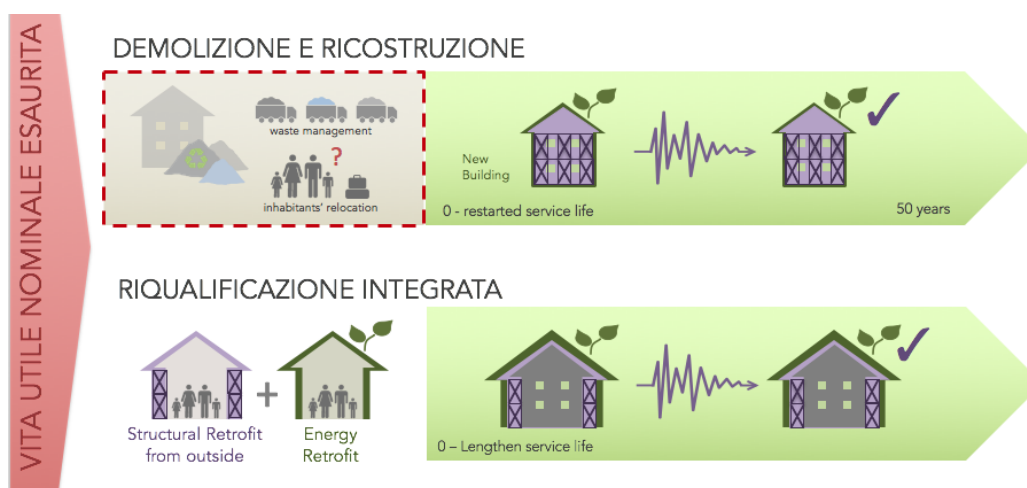 VITA UTILE NOMINALE ESAURITA
DEMOLIZIONE E RICOSTRUZIONE
waste management
?
inhabitants' relocation
New
Building
0 - restarted service life
50 years
RIQUALIFICAZIONE INTEGRATA
+
Structural Retrofit
from outside
Energy
Retrofit
0 – Lengthen service life